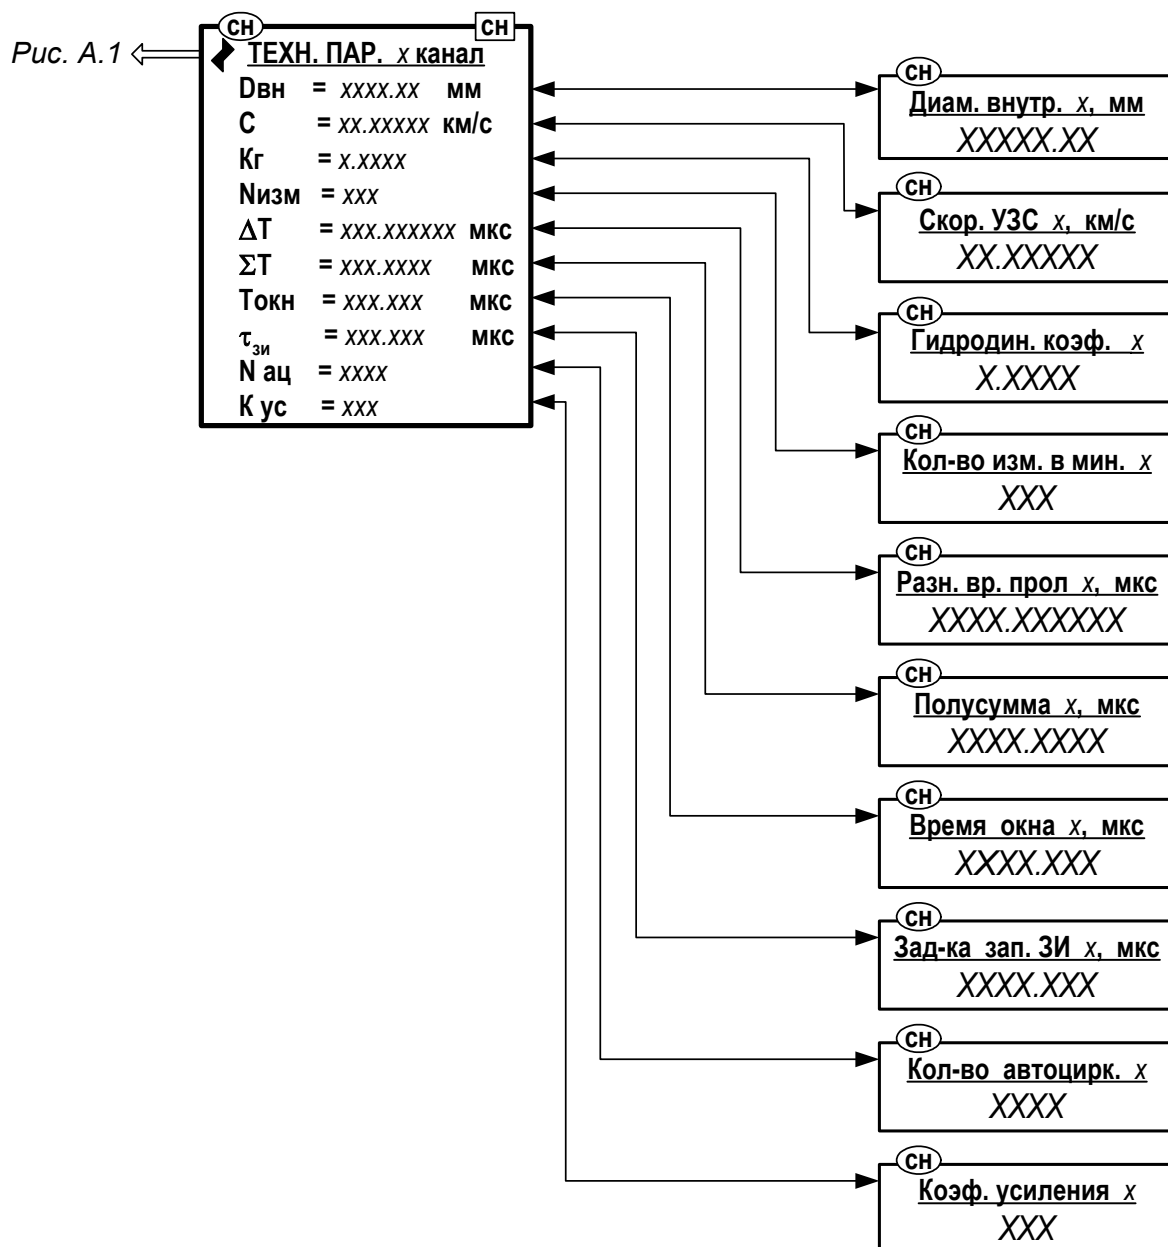 СН СН
Рис. А.1
ТЕХН. ПАР. x канал
Dвн = xxxx.xx мм
С = xx.xxxxx км/с
Кг = x.xxxx
Nизм = xxx
ΔТ = xxx.xxxxxx мкс
ΣТ = xxx.xxxx мкс
Токн = xxx.xxx мкс
τзи = xxx.xxx мкс
N ац = xxxx
К ус = xxx
СН
Диам. внутр. x, мм
XXXXX.XX
СН
Скор. УЗС x, км/с
XX.XXXXX
СН
Гидродин. коэф. x
X.XXXX
СН
Кол-во изм. в мин. x
XXX
СН
Разн. вр. прол x, мкс
XXXX.XXXXXX
СН
Полусумма x, мкс
XXXX.XXXX
СН
Время окна x, мкс
XXXX.XXX
СН
Зад-ка зап. ЗИ x, мкс
XXXX.XXX
СН
Кол-во автоцирк. x
XXXX
СН
Коэф. усиления x
XXX